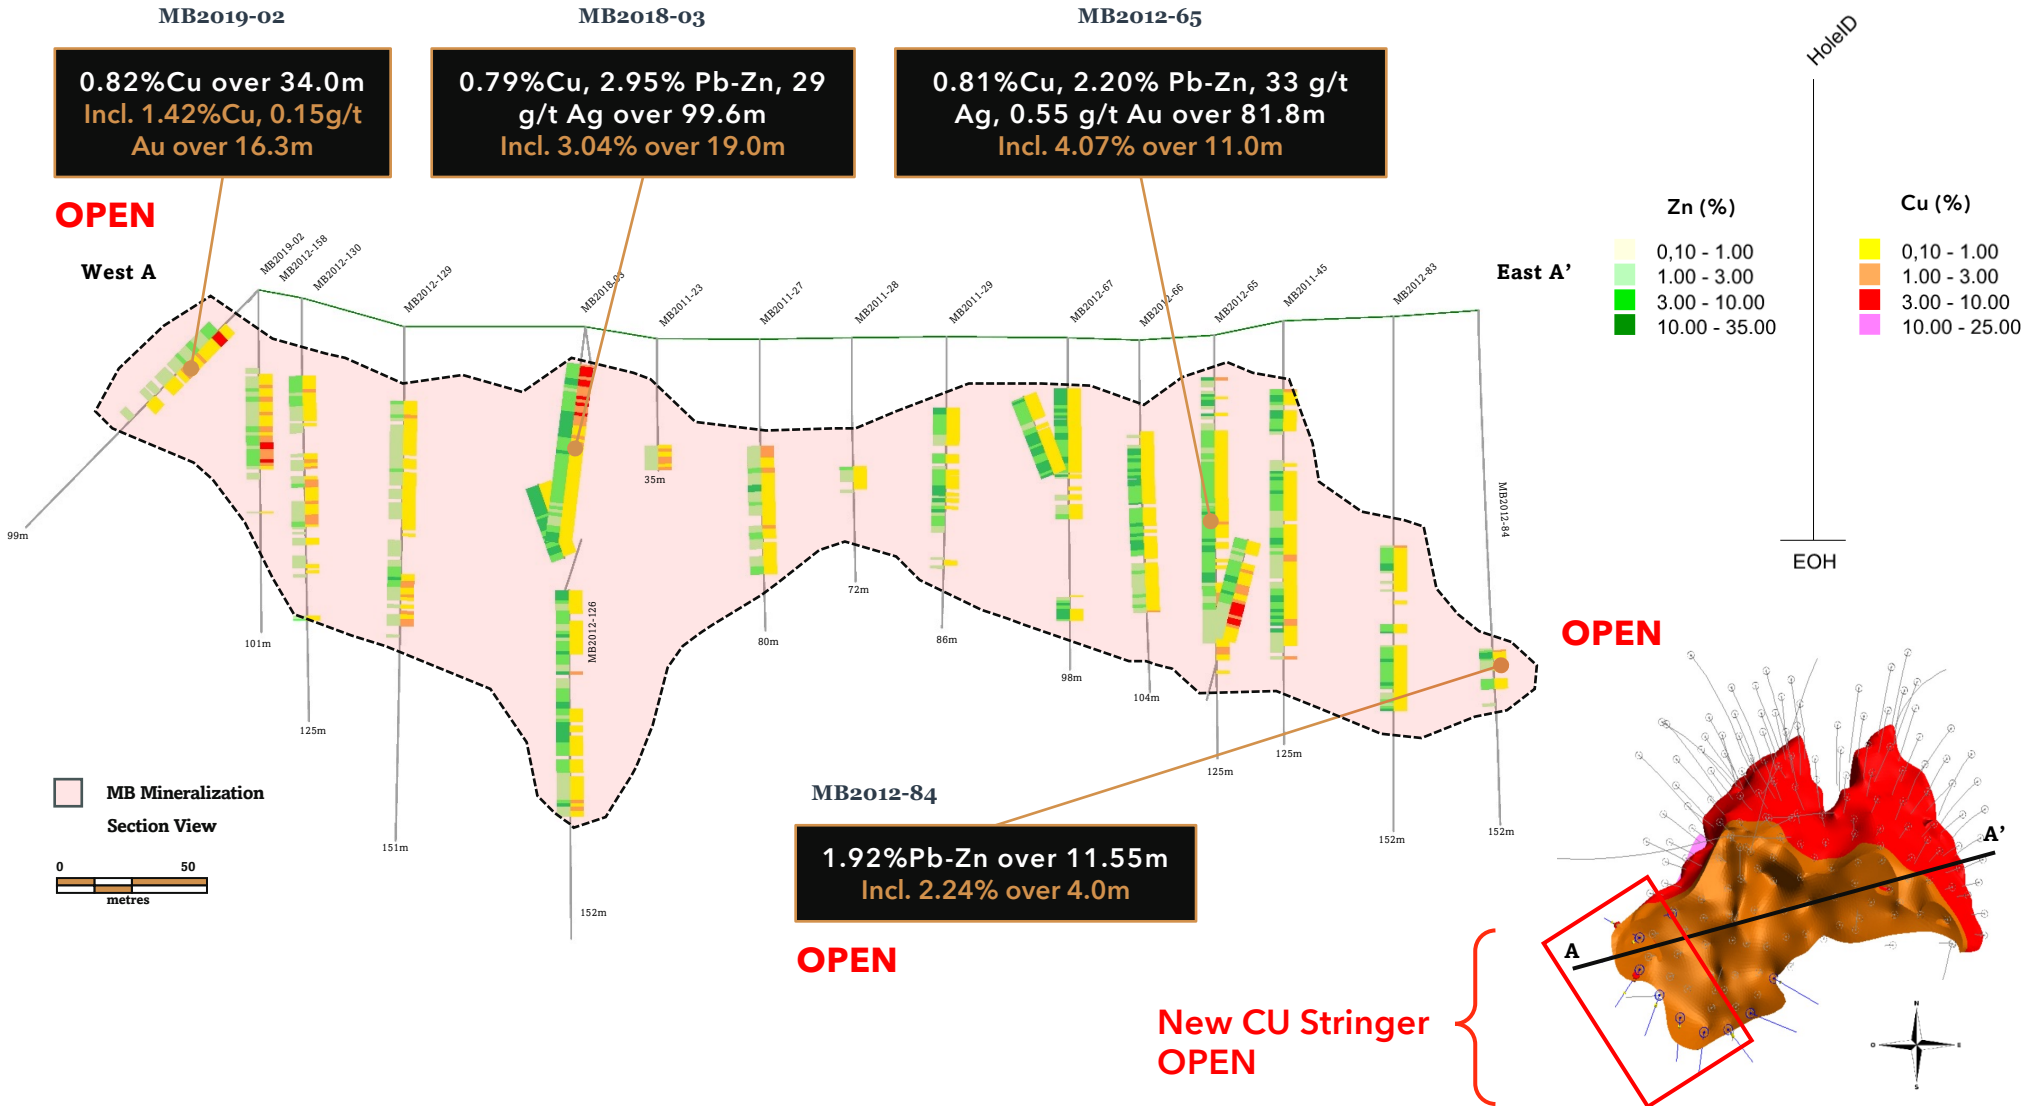 MB2019-02
MB2018-03
MB2012-65
0.82%Cu over 34.0m
Incl. 1.42%Cu, 0.15g/t
Au over 16.3m
0.79%Cu, 2.95% Pb-Zn, 29
g/t Ag over 99.6m
Incl. 3.04% over 19.0m
0.81%Cu, 2.20% Pb-Zn, 33 g/t
Ag, 0.55 g/t Au over 81.8m
Incl. 4.07% over 11.0m
HoleID
EOH
Zn (%)
0,10 - 1.00
1.00 - 3.00
3.00 - 10.00
10.00 - 35.00
Cu (%)
0,10 - 1.00
1.00 - 3.00
3.00 - 10.00
10.00 - 25.00
OPEN
West A
East A’
MB2019-02
MB2012-158
MB2012-130
MB2012-129
MB2018-03
MB2011-23
MB2011-27
MB2011-28
MB2011-29
MB2012-67
MB2012-66
MB2012-65
MB2011-45
MB2012-83
MB2012-84
MB2012-126
99m
101m
125m
151m
152m
35m
80m
72m
86m
98m
104m
125m
125m
152m
152m
OPEN
MB Mineralization
Section View
0 50
metres
MB2012-84
1.92%Pb-Zn over 11.55m
Incl. 2.24% over 4.0m
OPEN
New CU Stringer
OPEN
A
A’
N
O
E
S